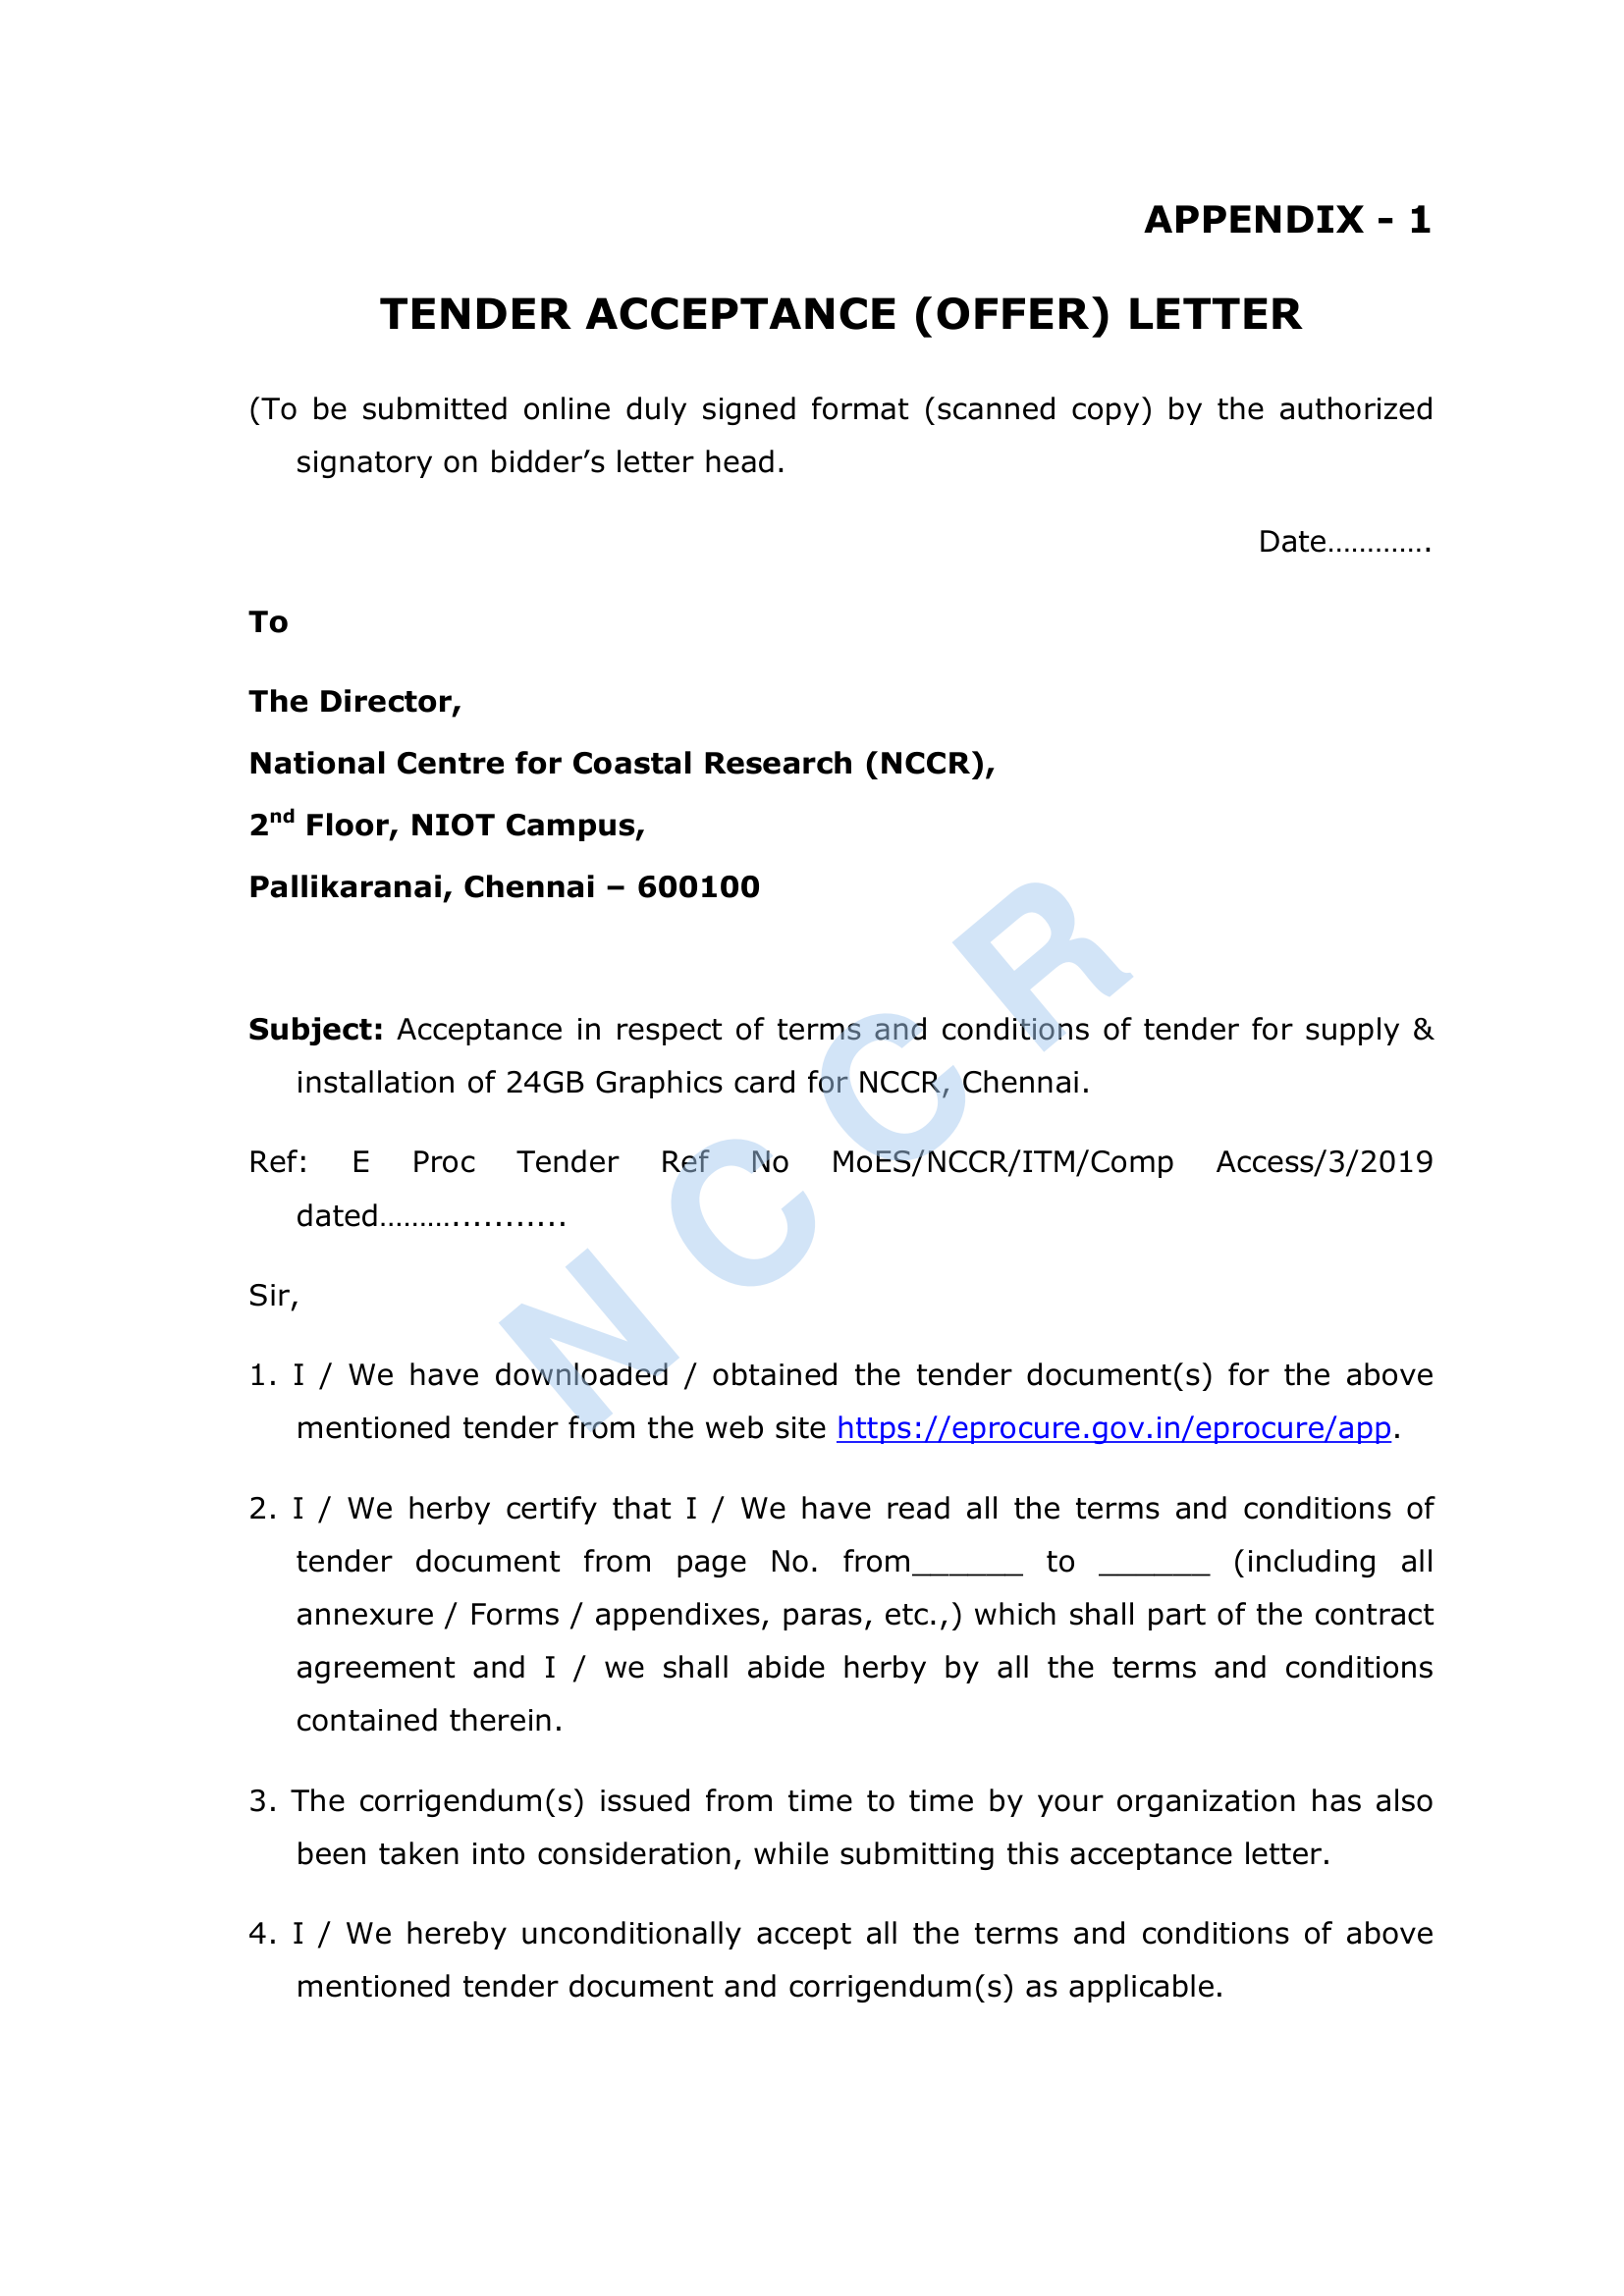 APPENDIX - 1
TENDER ACCEPTANCE (OFFER) LETTER
(To be submitted online duly signed format (scanned copy) by the authorized
signatory on bidder’s letter head.
Date………….
To
The Director,
National Centre for Coastal Research (NCCR),
2nd Floor, NIOT Campus,
Pallikaranai, Chennai – 600100
Subject: Acceptance in respect of terms and conditions of tender for supply &
installation of 24GB Graphics card for NCCR, Chennai.
Ref: E Proc Tender Ref No MoES/NCCR/ITM/Comp Access/3/2019
dated………...........
Sir,
1. I / We have downloaded / obtained the tender document(s) for the above
mentioned tender from the web site https://eprocure.gov.in/eprocure/app.
2. I / We herby certify that I / We have read all the terms and conditions of
tender document from page No. from______ to ______ (including all
annexure / Forms / appendixes, paras, etc.,) which shall part of the contract
agreement and I / we shall abide herby by all the terms and conditions
contained therein.
3. The corrigendum(s) issued from time to time by your organization has also
been taken into consideration, while submitting this acceptance letter.
4. I / We hereby unconditionally accept all the terms and conditions of above
mentioned tender document and corrigendum(s) as applicable.
NCCR